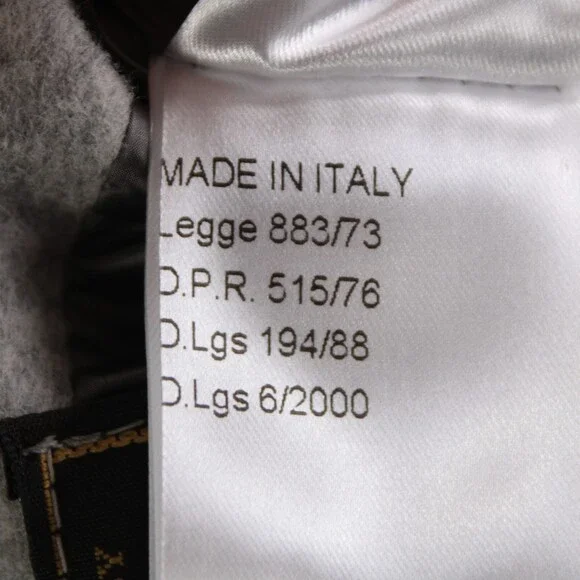 MADE IN ITALY
Legge 883/73
D.P.R. 515/76
D.Lgs 194/88
D.Lgs 6/2000